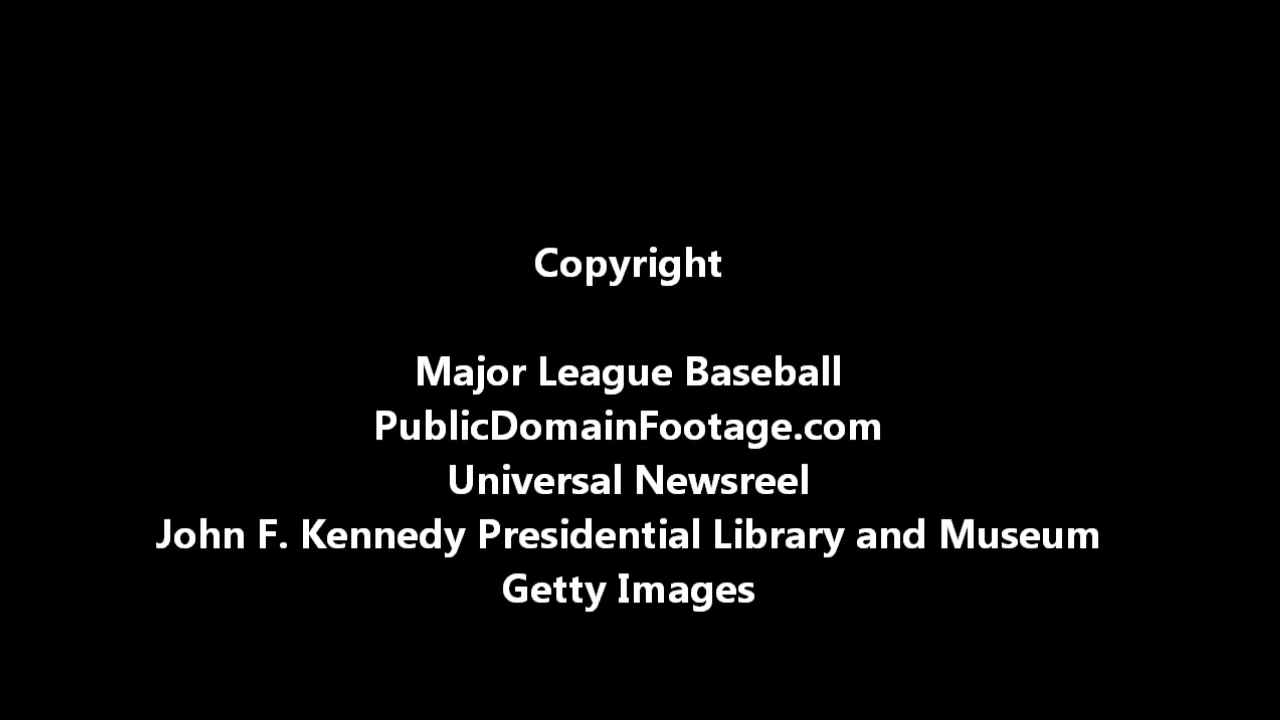 Copyright
Major League Baseball
PublicDomainFootage.com
Universal Newsreel
John F. Kennedy Presidential Library and Museum
Getty Images